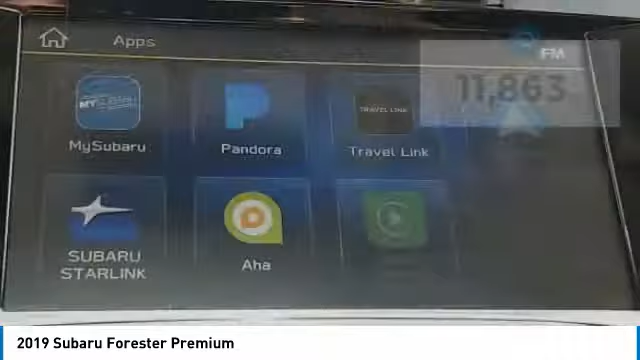 Apps
FM
11,863
MySubaru
Pandora
TRAVEL LINK
Travel Link
SUBARU
STARLINK
Aha
2019 Subaru Forester Premium